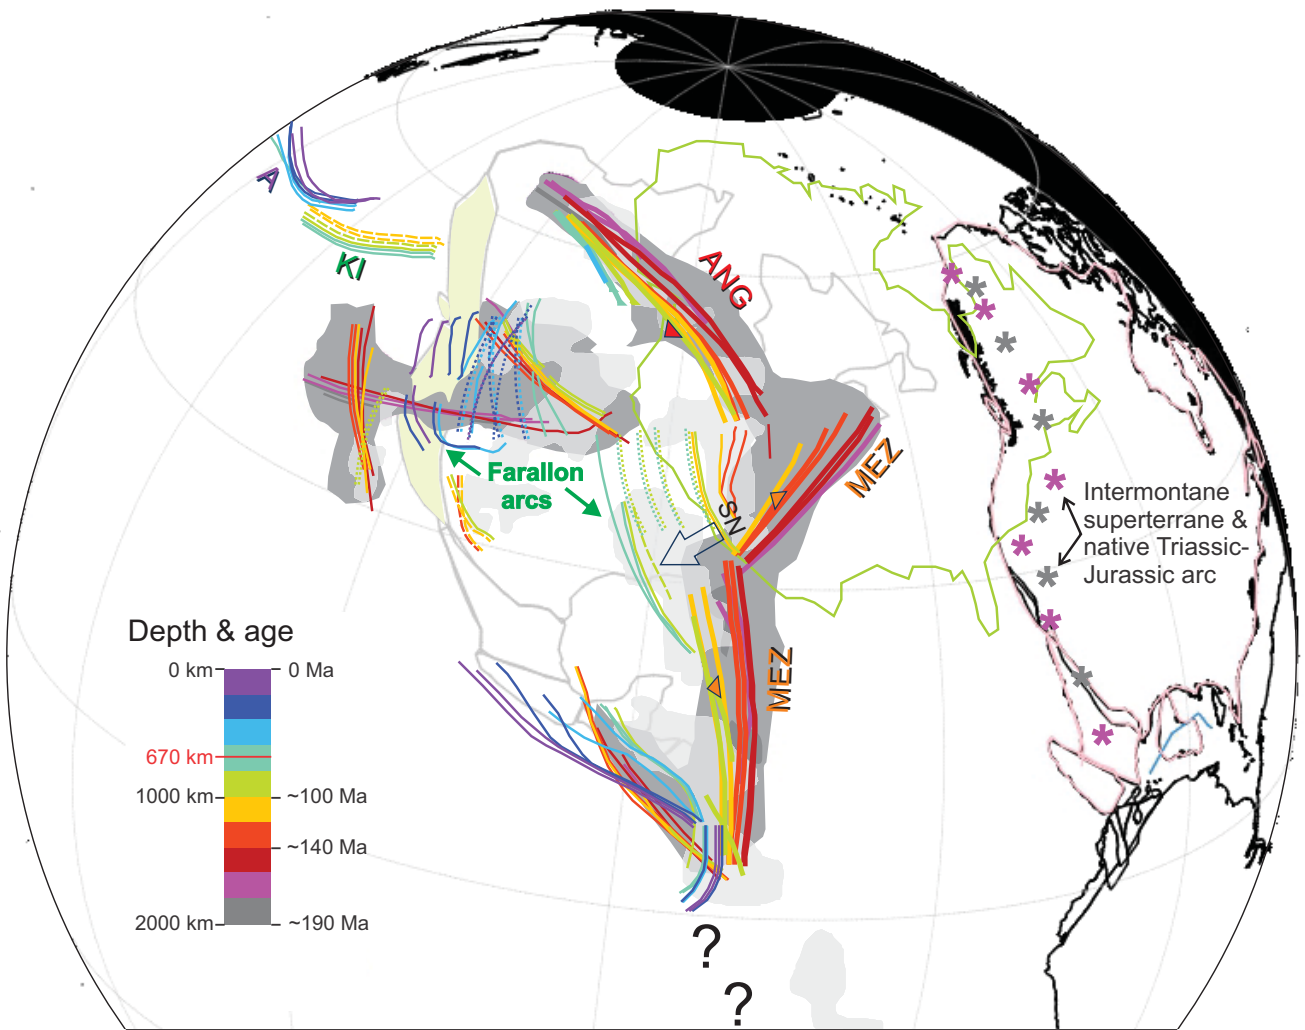 A
KI
ANG
MEZ
Farallon
arcs
SN
*
*
*
*
*
*
*
*
*
*
*
*
*
Intermontane
superterrane &
native Triassic-
Jurassic arc
MEZ
Depth & age
0 km
0 Ma
670 km
1000 km
~100 Ma
~140 Ma
2000 km
~190 Ma
?
?